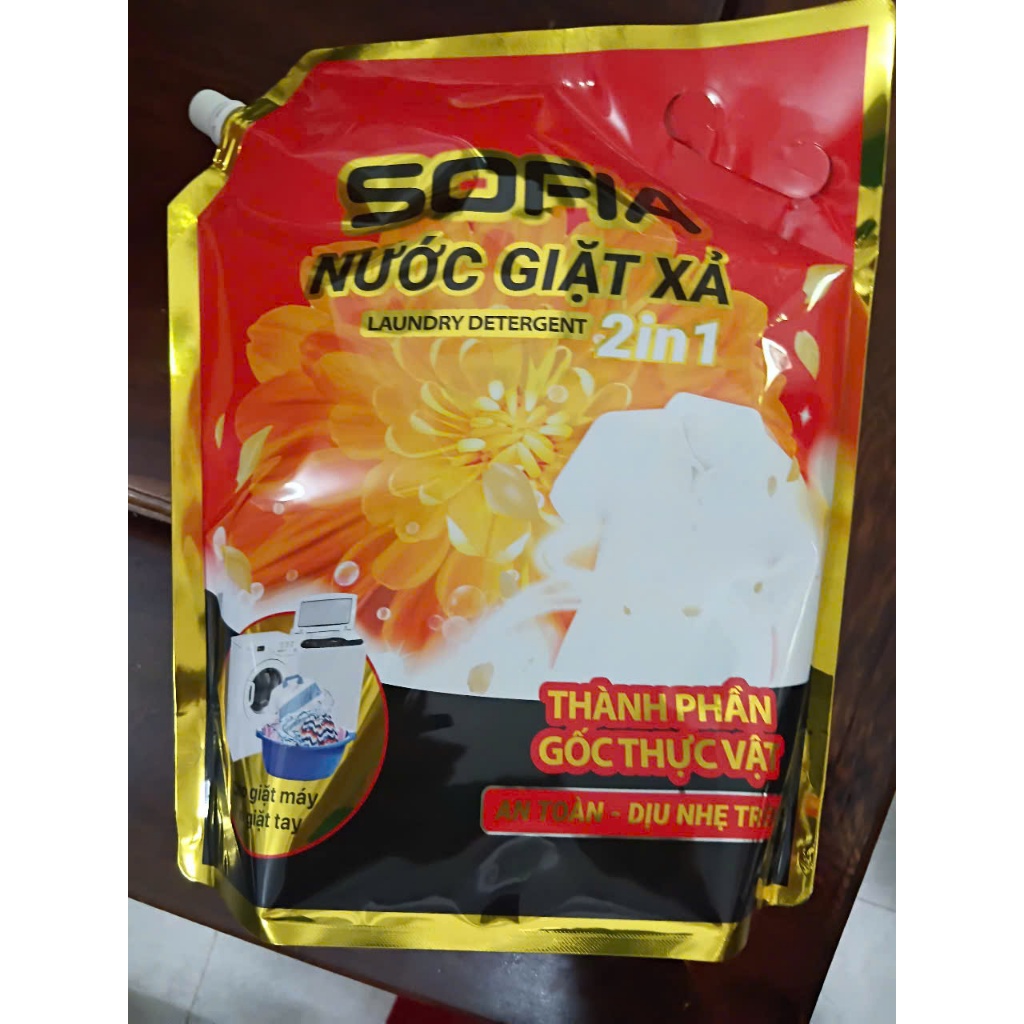 SOFIA
NƯỚC GIẶT XẢ
LAUNDRY DETERGENT 2in1
THÀNH PHẦN
GỐC THỰC VẬT
AN TOÀN - DỊU NHẸ
giặt máy
giặt tay